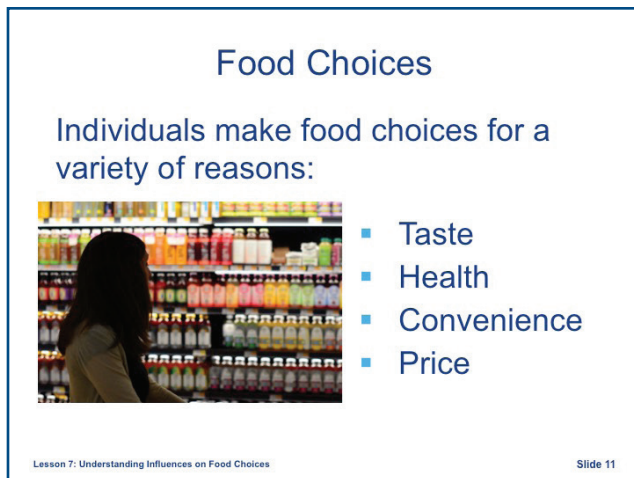 Food Choices
Individuals make food choices for a
variety of reasons:
Taste
Health
Convenience
Price
Lesson 7: Understanding Influences on Food Choices
Slide 11